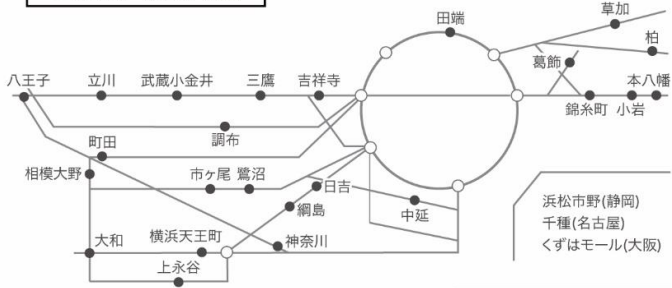 田端
草加
柏
葛飾
八王子
立川
武蔵小金井
三鷹
吉祥寺
本八幡
錦糸町
小岩
調布
町田
相模大野
市ヶ尾
鷺沼
日吉
中延
綱島
大和
横浜天王町
神奈川
上永谷
浜松市野(静岡)
千種(名古屋)
くずはモール(大阪)